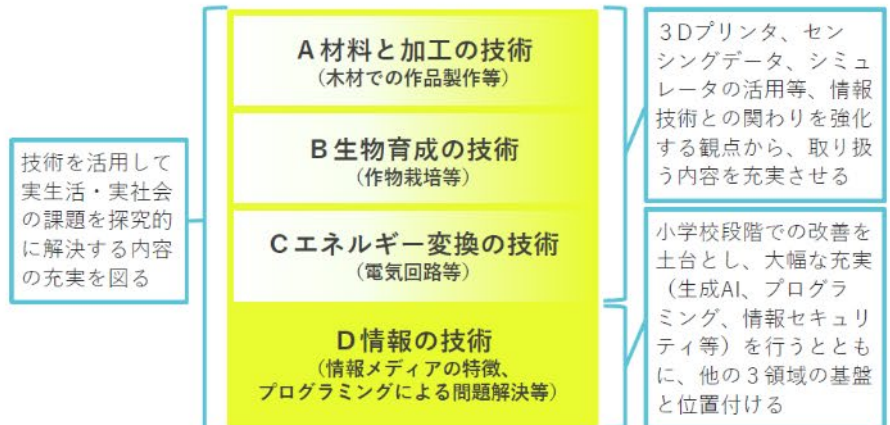 技術を活用して
実生活・実社会
の課題を探究的
に解決する内容
の充実を図る
A材料と加工の技術
(木材での作品製作等)
B生物育成の技術
(作物栽培等)
Cエネルギー変換の技術
(電気回路等)
D情報の技術
(情報メディアの特徴、
プログラミングによる問題解決等)
3Dプリンタ、セン
シングデータ、シミュ
レータの活用等、情報
技術との関わりを強化
する観点から、取り扱
う内容を充実させる
小学校段階での改善を
土台とし、大幅な充実
(生成AI、プログラ
ミング、情報セキュリ
ティ等)を行うととも
に、他の3領域の基盤
と位置付ける